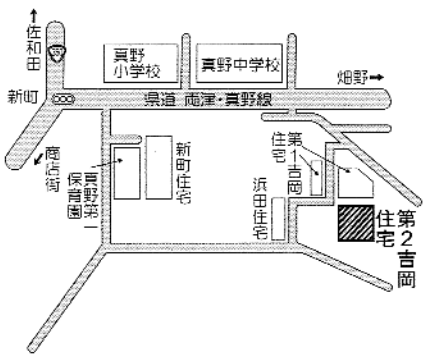 佐和田
350
新町
商店街
真野
小学校
真野中学校
畑野
県道 両津・真野線
真野第一
保育園
新町住宅
浜田住宅
第1吉岡
住宅
第2吉岡
住宅